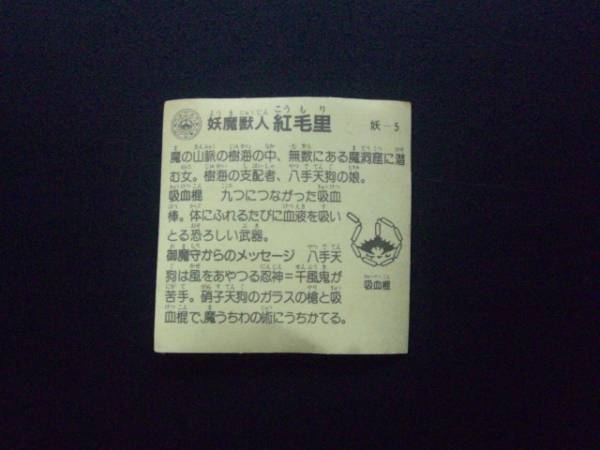 妖魔獣人 紅毛里 妖-5
魔の山脈の樹海の中、無数にある魔洞窟に潜
む女。樹海の支配者、八手天狗の娘。
吸血棍 九つにつながった吸血
棒。体にふれるたびに血液を吸い
とる恐ろしい武器。
御魔守からのメッセージ 八手天
狗は風をあやつる忍神=千風鬼が
苦手。硝子天狗のガラスの槍と吸
血棍で、魔うちわの術にうちかてる。
吸血棍